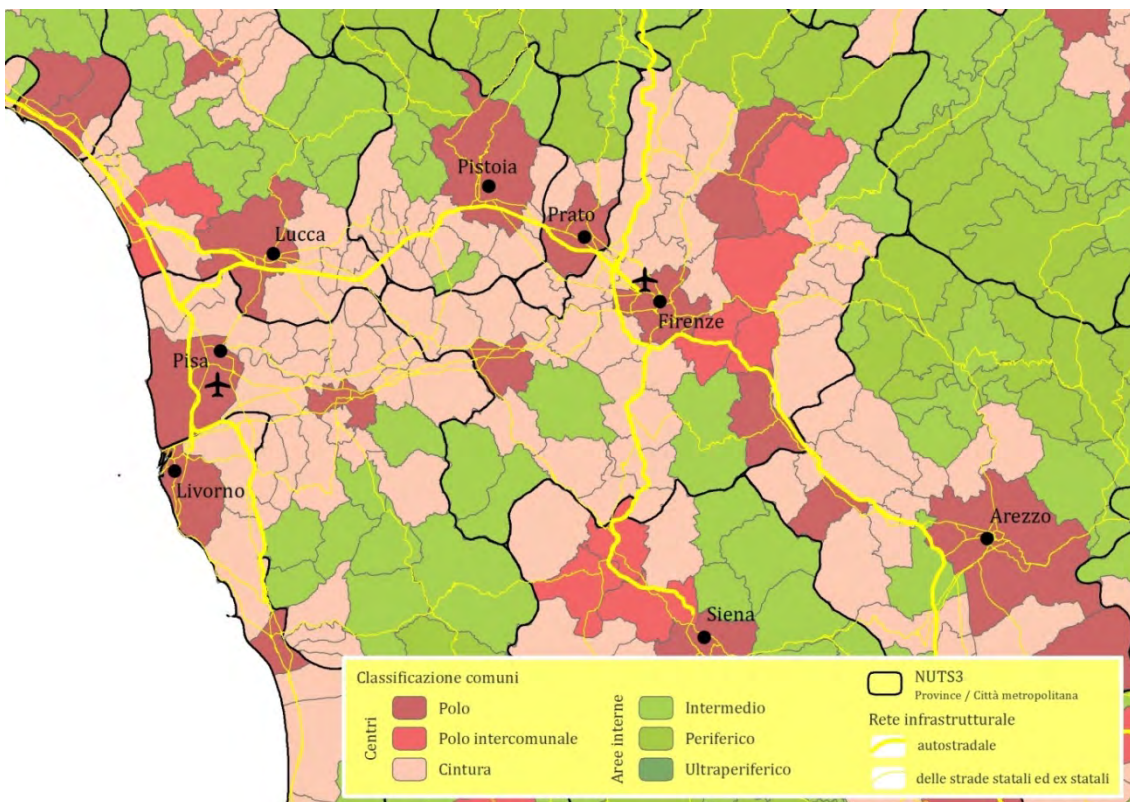 Pistoia
Prato
Lucca
Firenze
Pisa
Livorno
Arezzo
Siena
Classificazione comuni
Centri
Polo
Polo intercomunale
Cintura
Aree interne
Intermedio
Periferico
Ultraperiferico
NUTS3
Province / Città metropolitana
Rete infrastrutturale
autostradale
delle strade statali ed ex statali